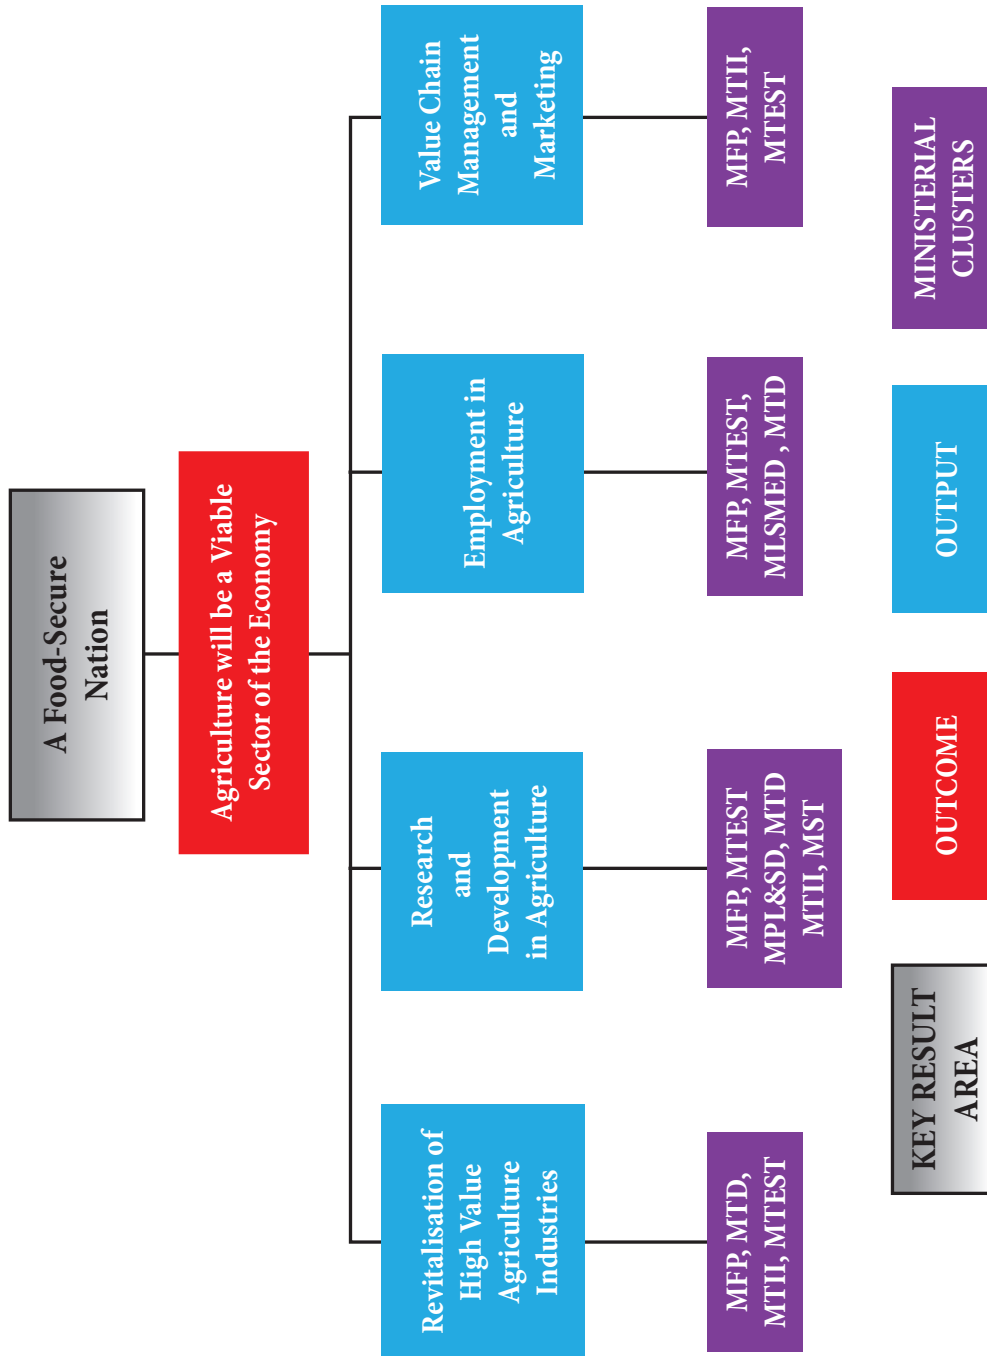 A Food-Secure
Nation
Agriculture will be a Viable
Sector of the Economy
Revitalisation of
High Value
Agriculture
Industries
Research
and
Development
in Agriculture
Employment in
Agriculture
Value Chain
Management
and
Marketing
MFP, MTD,
MTII, MTEST
MFP, MTEST
MPL&SD, MTD
MTII, MST
MFP, MTEST,
MLSMED , MTD
MFP, MTII,
MTEST
KEY RESULT
AREA
OUTCOME
OUTPUT
MINISTERIAL
CLUSTERS